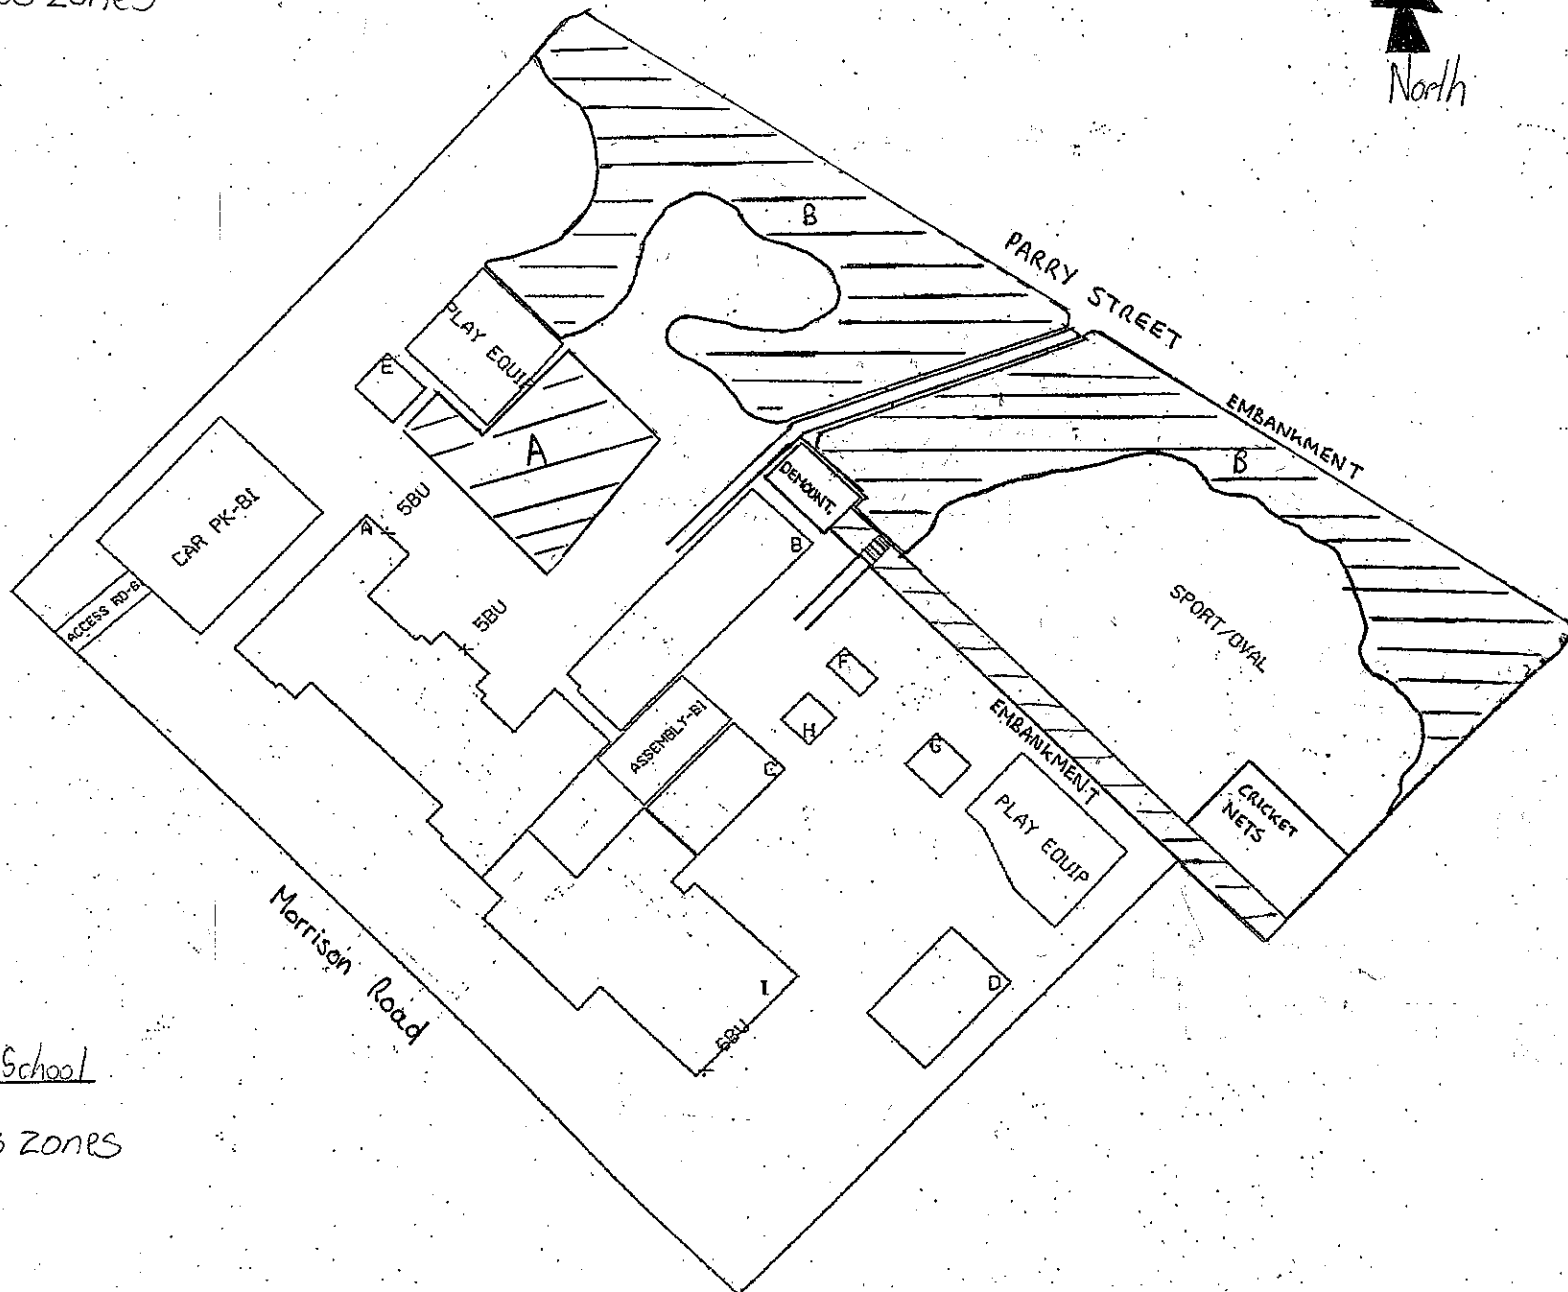 zones
North
B
PARRY STREET
PLAY EQUIP
E
EMBANKMENT
A
B
DEMOUNT.
5BU
CAR PK-B1
A
B
ACCESS RD-B
5BU
SPORT/OVAL
F
EMBANKMENT
ASSEMBLY-B1
H
G
C
PLAY EQUIP
CRICKET
NETS
Morrison Road
1
D
5BU
School
zones